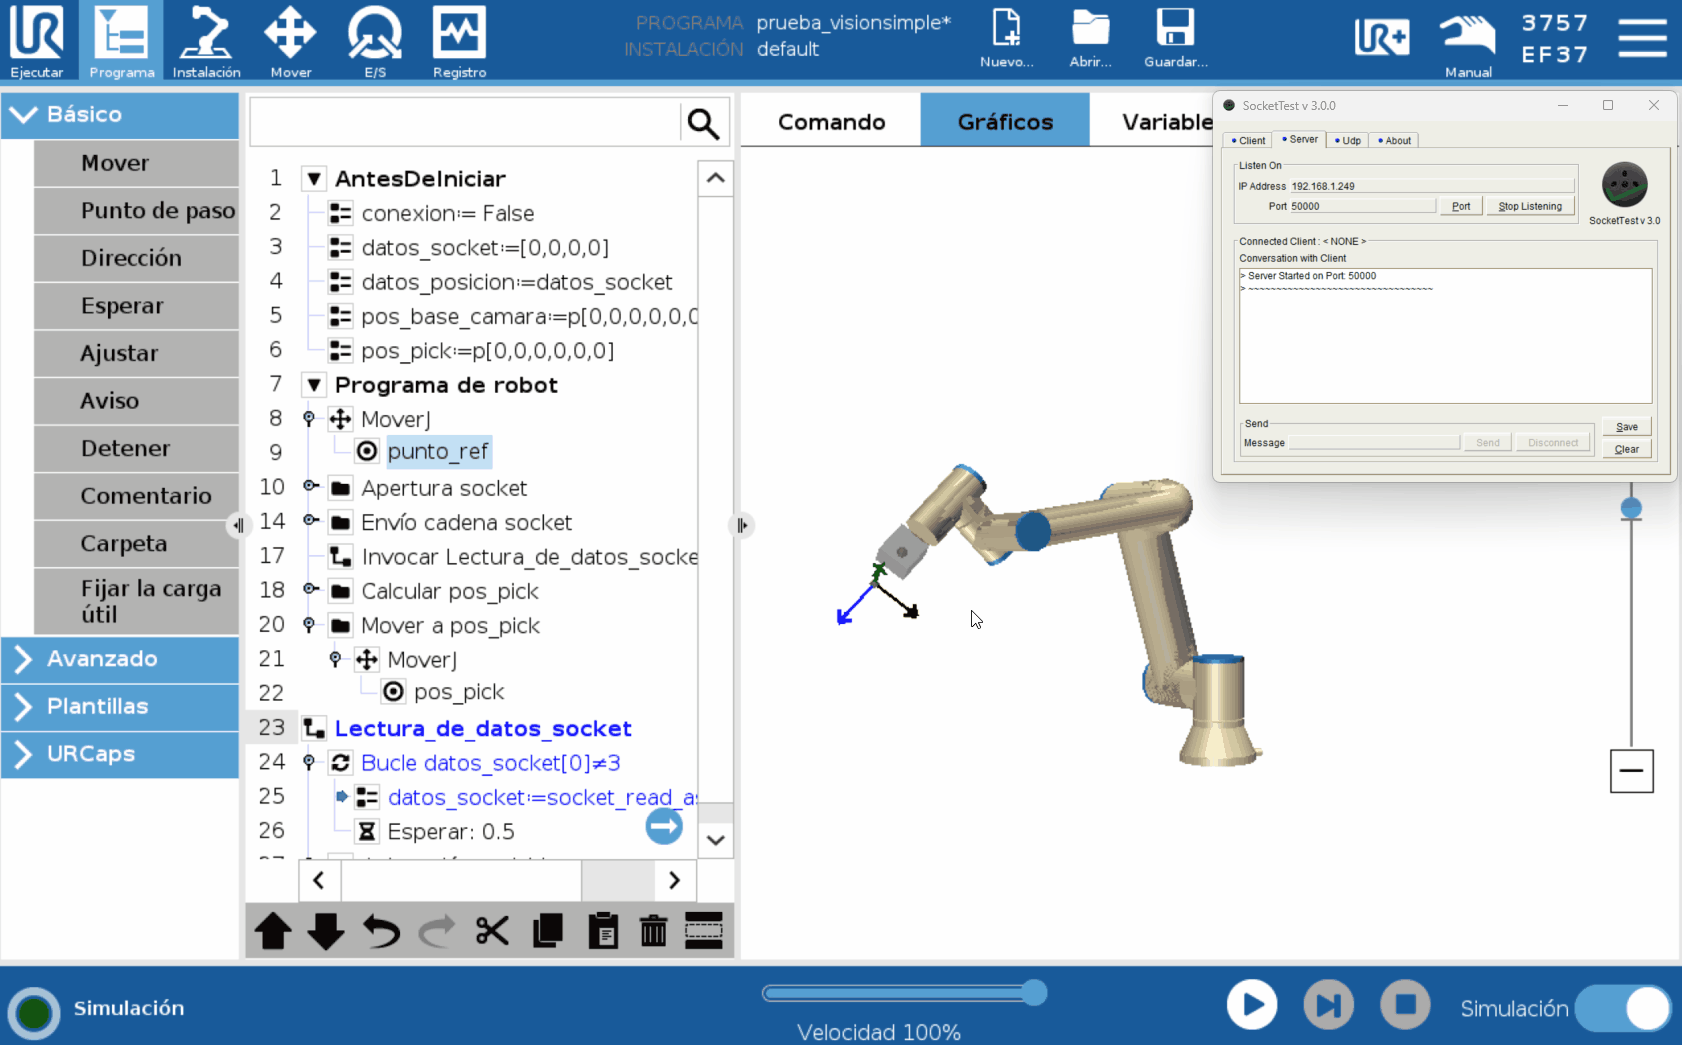 Ejecutar
Programa
Instalación
Mover
E/S
Registro
PROGRAMA prueba_visionsimple*
INSTALACIÓN default
Nuevo...
Abrir...
Guardar...
UR+
Manual
3757
EF37
Básico
Mover
Punto de paso
Dirección
Esperar
Ajustar
Aviso
Detener
Comentario
Carpeta
Fijar la carga
útil
Avanzado
Plantillas
URCaps
1 AntesDeIniciar
2 conexion:= False
3 datos_socket:=[0,0,0,0]
4 datos_posicion:=datos_socket
5 pos_base_camara:=p[0,0,0,0,0,0
6 pos_pick:=p[0,0,0,0,0,0]
7 Programa de robot
8 MoverJ
9 punto_ref
10 Apertura socket
14 Envío cadena socket
17 Invocar Lectura_de_datos_socke
18 Calcular pos_pick
20 Mover a pos_pick
21 MoverJ
22 pos_pick
23 Lectura_de_datos_socket
24 Bucle datos_socket[0]≠3
25 datos_socket:=socket_read_as
26 Esperar: 0.5
Comando
Gráficos
Variable
SocketTest v 3.0.0
Client
Server
Udp
About
Listen On
IP Address 192.168.1.249
Port 50000
Port
Stop Listening
SocketTest v 3.0
Connected Client : < NONE >
Conversation with Client
> Server Started on Port: 50000
> ~~~~~~~~~~~~~~~~~~~~~~~~~~~~~~~~~
Send
Message
Send
Disconnect
Save
Clear
Simulación
Velocidad 100%
Simulación